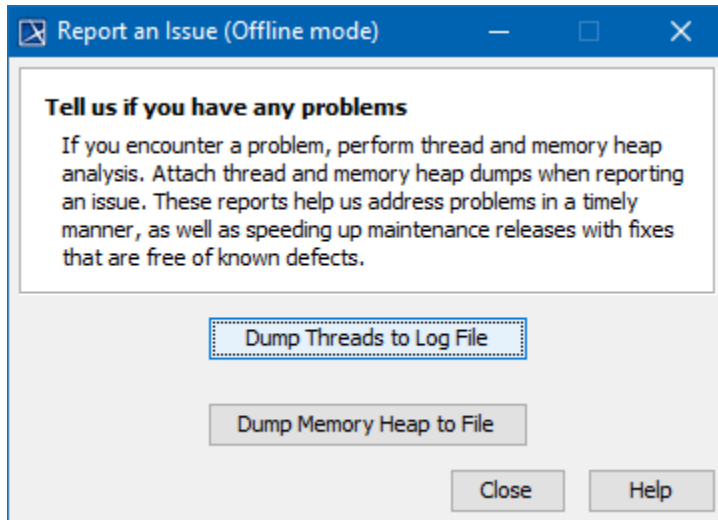 Report an Issue (Offline mode)
Tell us if you have any problems
If you encounter a problem, perform thread and memory heap
analysis. Attach thread and memory heap dumps when reporting
an issue. These reports help us address problems in a timely
manner, as well as speeding up maintenance releases with fixes
that are free of known defects.
Dump Threads to Log File
Dump Memory Heap to File
Close Help